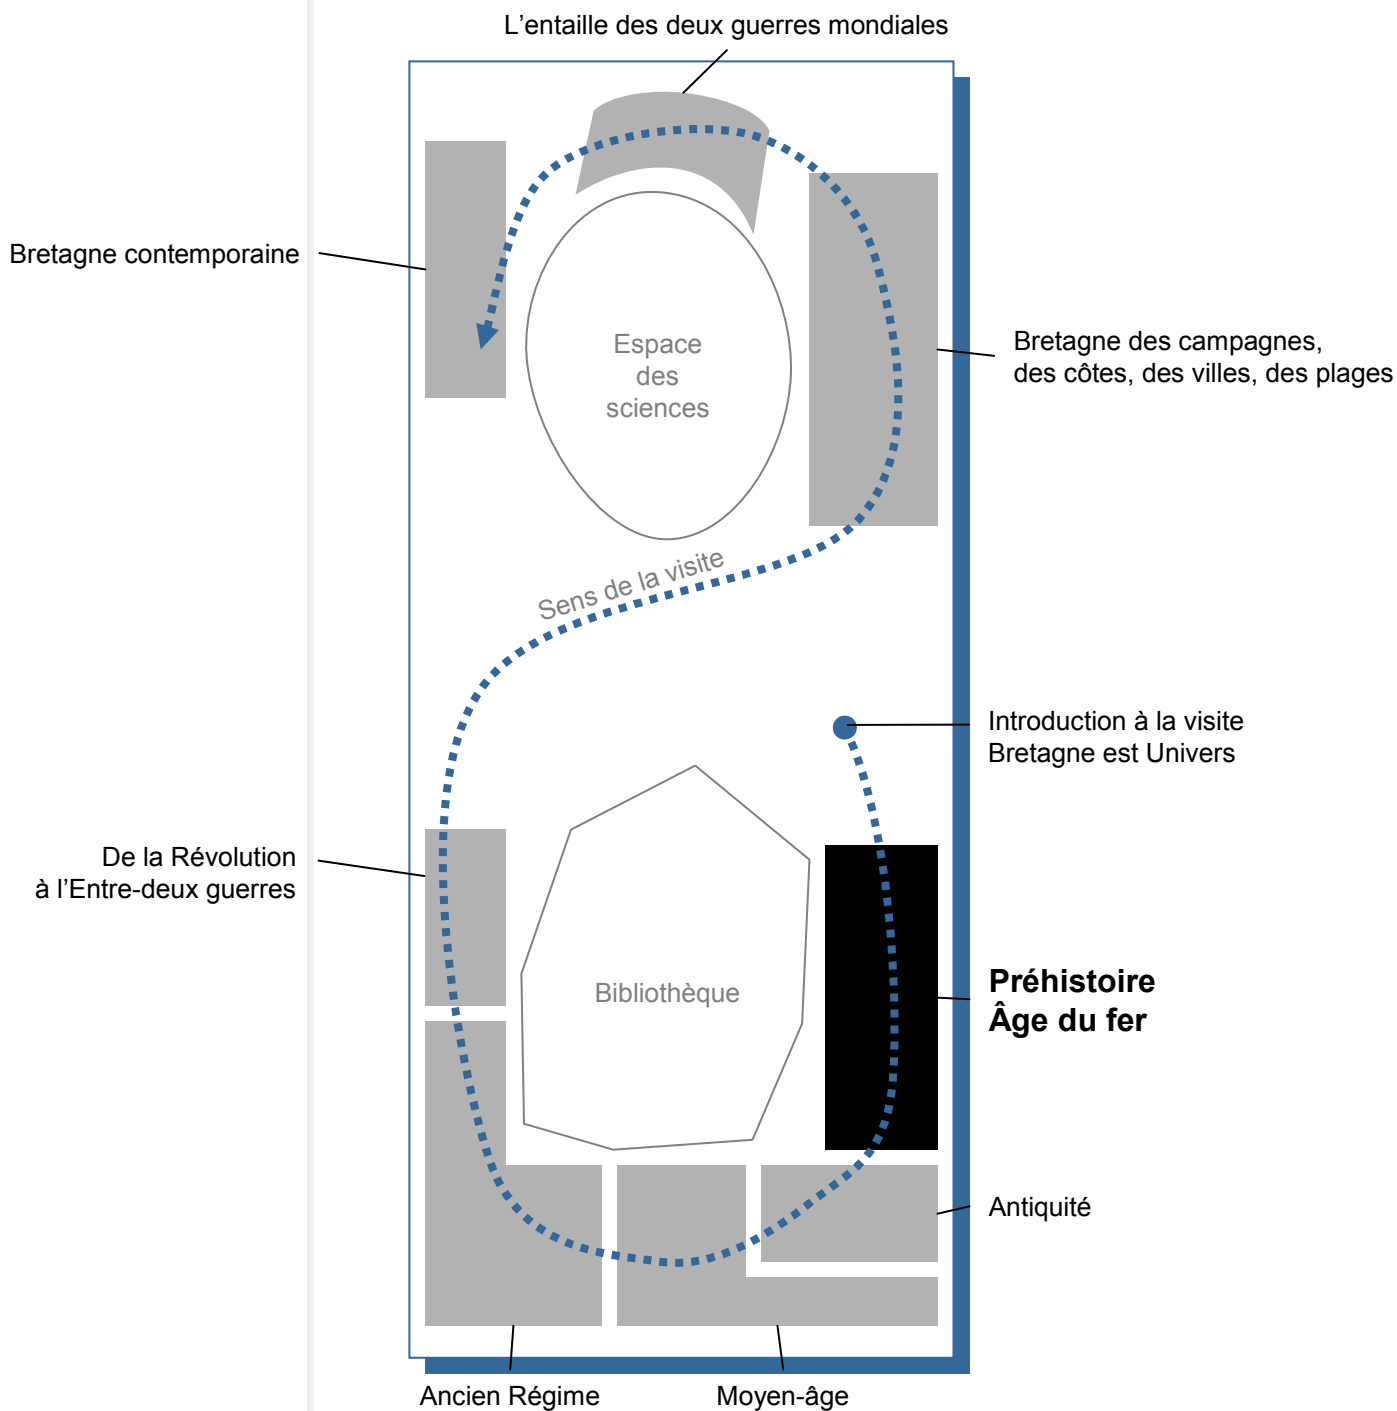 L’entaille des deux guerres mondiales
Bretagne contemporaine
Espace
des
sciences
Bretagne des campagnes,
des côtes, des villes, des plages
Sens de la visite
Introduction à la visite
Bretagne est Univers
De la Révolution
à l’Entre-deux guerres
Bibliothèque
Préhistoire
Âge du fer
Antiquité
Ancien Régime
Moyen-âge